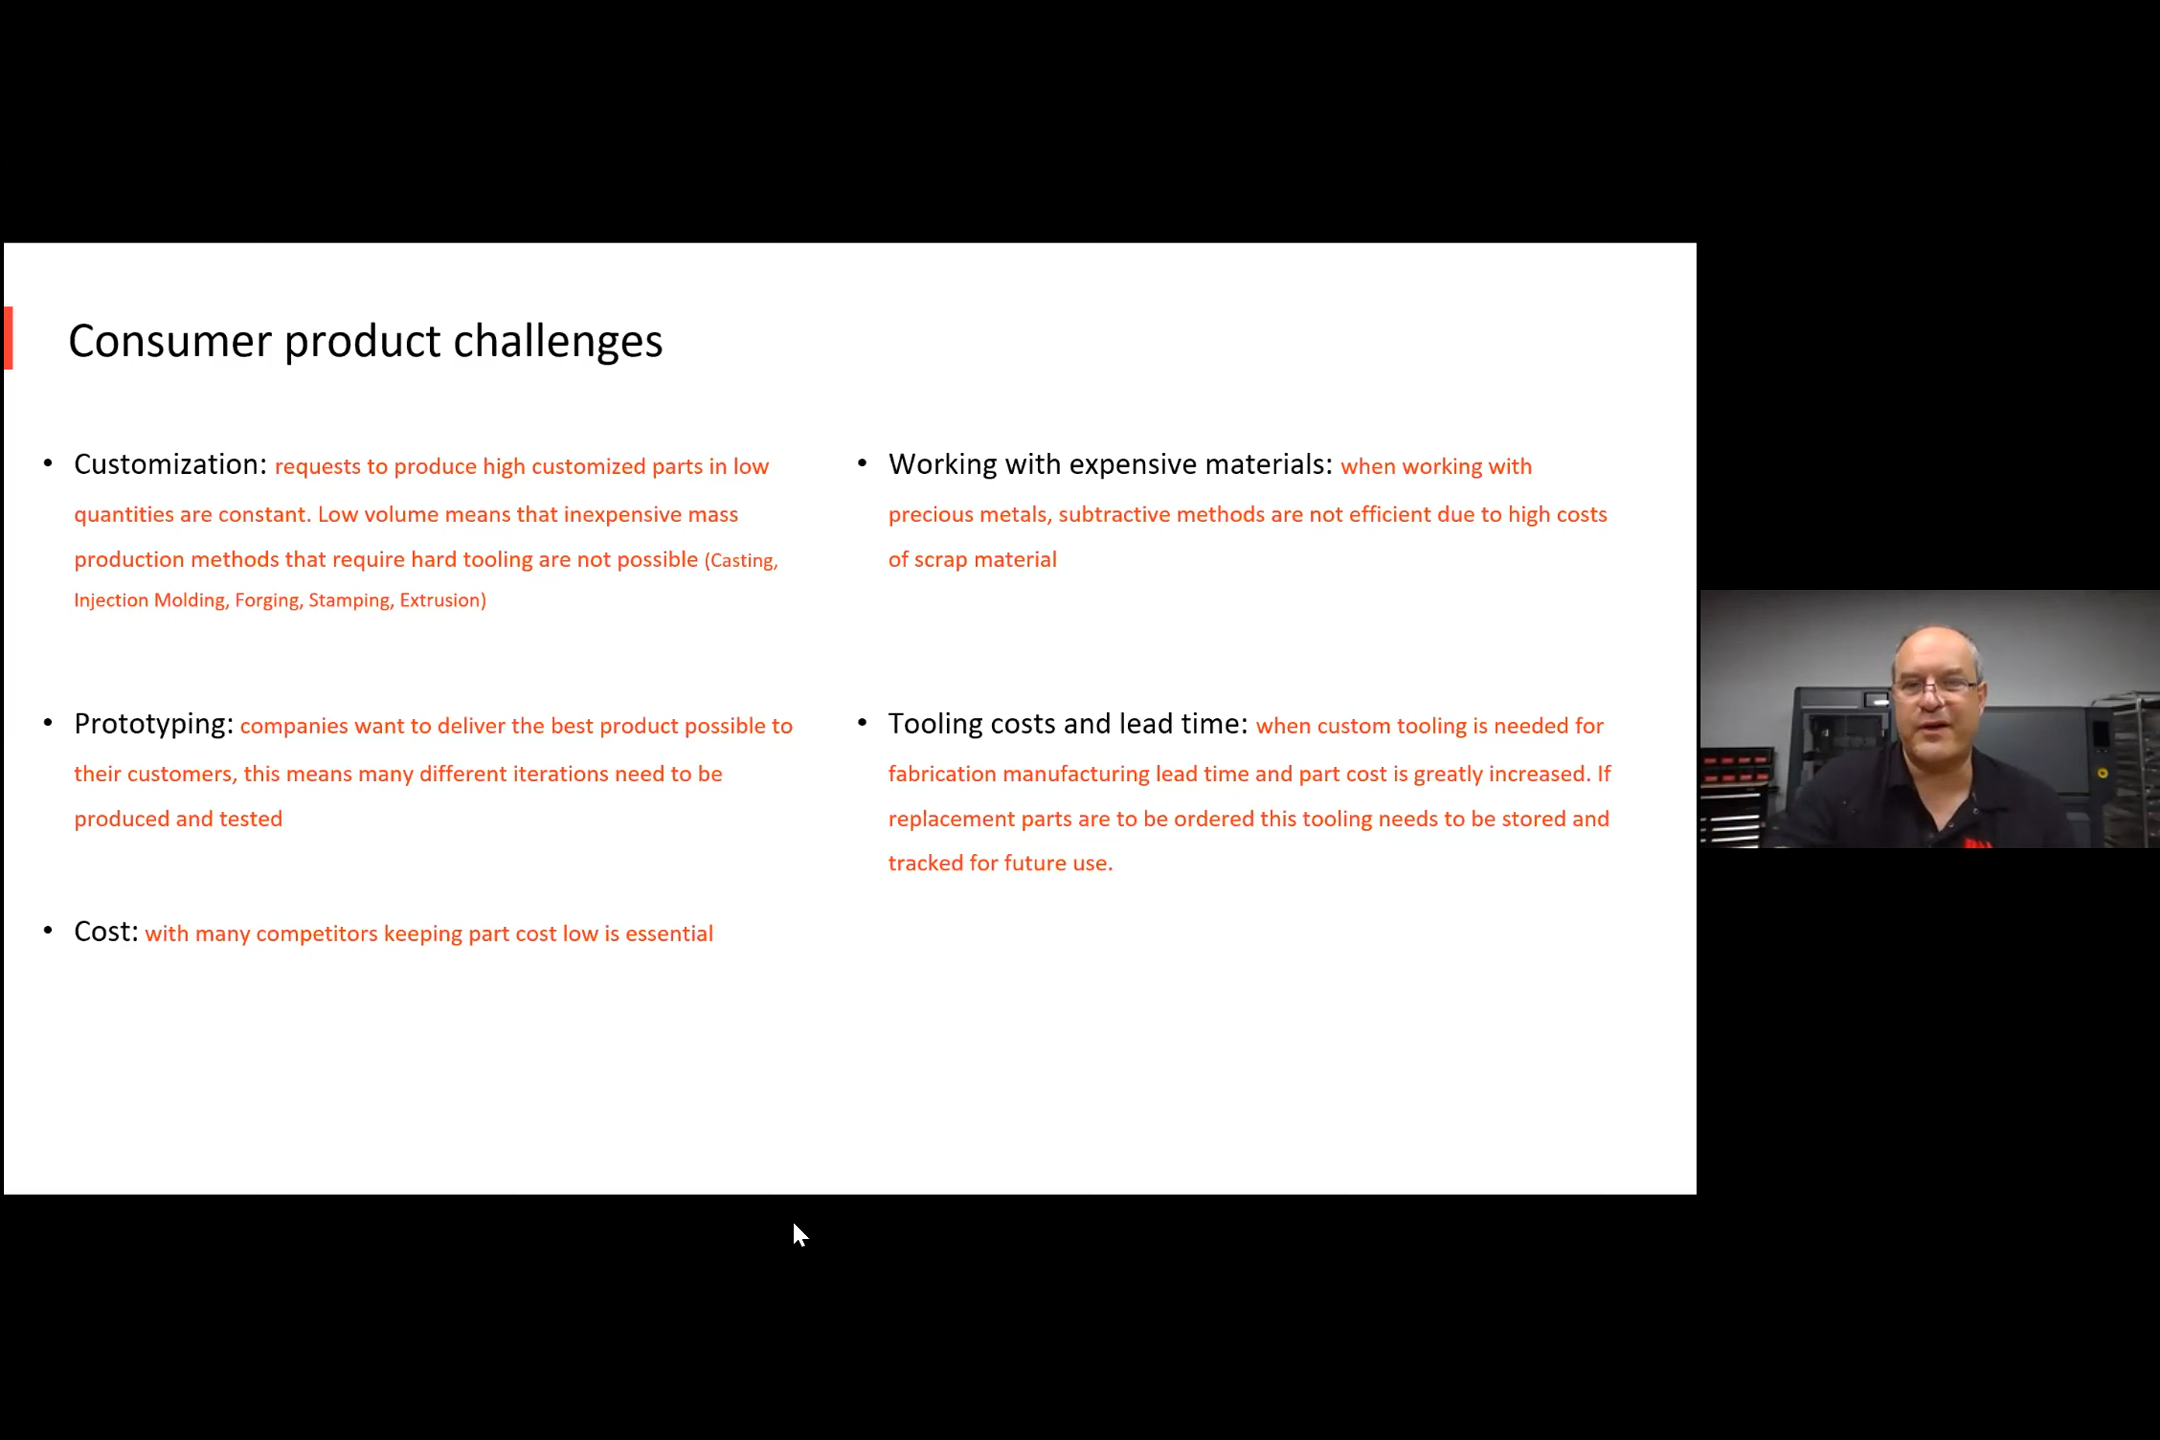 Consumer product challenges
• Customization: requests to produce high customized parts in low
quantities are constant. Low volume means that inexpensive mass
production methods that require hard tooling are not possible (Casting,
Injection Molding, Forging, Stamping, Extrusion)
• Prototyping: companies want to deliver the best product possible to
their customers, this means many different iterations need to be
produced and tested
• Cost: with many competitors keeping part cost low is essential
• Working with expensive materials: when working with
precious metals, subtractive methods are not efficient due to high costs
of scrap material
• Tooling costs and lead time: when custom tooling is needed for
fabrication manufacturing lead time and part cost is greatly increased. If
replacement parts are to be ordered this tooling needs to be stored and
tracked for future use.